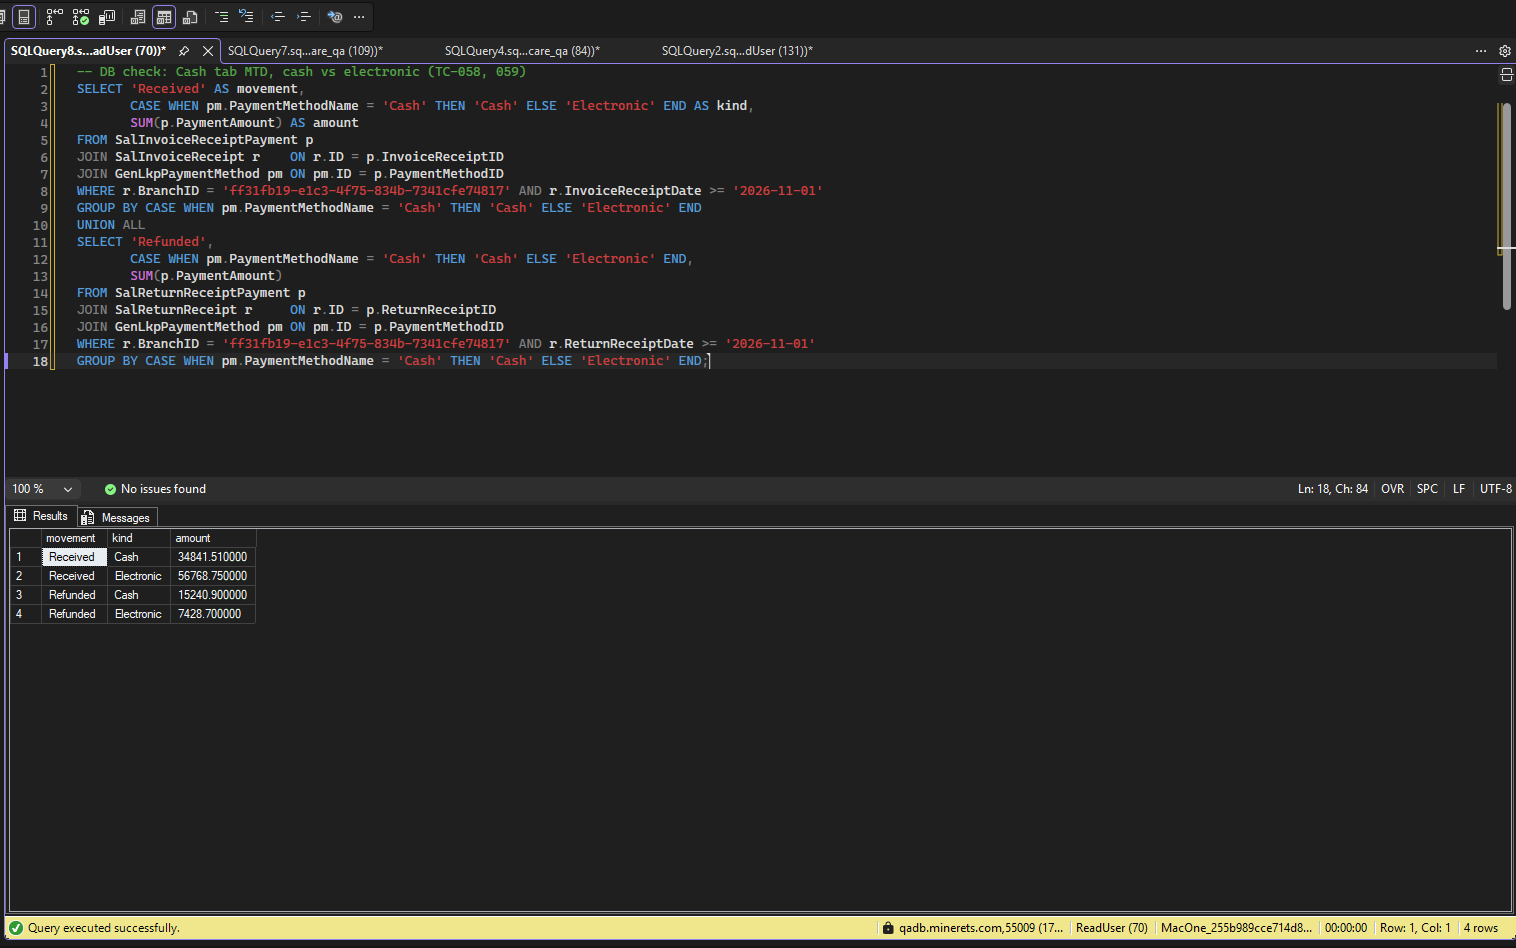 SQLQuery8.s...adUser (70))*
SQLQuery7.sq...are_qa (109))*
SQLQuery4.sq...care_qa (84))*
SQLQuery2.sq...dUser (131))*
1 -- DB check: Cash tab MTD, cash vs electronic (TC-058, 059)
2 SELECT 'Received' AS movement,
3 CASE WHEN pm.PaymentMethodName = 'Cash' THEN 'Cash' ELSE 'Electronic' END AS kind,
4 SUM(p.PaymentAmount) AS amount
5 FROM SalInvoiceReceiptPayment p
6 JOIN SalInvoiceReceipt r ON r.ID = p.InvoiceReceiptID
7 JOIN GenLkpPaymentMethod pm ON pm.ID = p.PaymentMethodID
8 WHERE r.BranchID = 'ff31fb19-e1c3-4f75-834b-7341cfe74817' AND r.InvoiceReceiptDate >= '2026-11-01'
9 GROUP BY CASE WHEN pm.PaymentMethodName = 'Cash' THEN 'Cash' ELSE 'Electronic' END
10 UNION ALL
11 SELECT 'Refunded',
12 CASE WHEN pm.PaymentMethodName = 'Cash' THEN 'Cash' ELSE 'Electronic' END,
13 SUM(p.PaymentAmount)
14 FROM SalReturnReceiptPayment p
15 JOIN SalReturnReceipt r ON r.ID = p.ReturnReceiptID
16 JOIN GenLkpPaymentMethod pm ON pm.ID = p.PaymentMethodID
17 WHERE r.BranchID = 'ff31fb19-e1c3-4f75-834b-7341cfe74817' AND r.ReturnReceiptDate >= '2026-11-01'
18 GROUP BY CASE WHEN pm.PaymentMethodName = 'Cash' THEN 'Cash' ELSE 'Electronic' END;
100 % No issues found Ln: 18, Ch: 84 OVR SPC LF UTF-8
Results Messages
movement kind amount
1 Received Cash 34841.510000
2 Received Electronic 56768.750000
3 Refunded Cash 15240.900000
4 Refunded Electronic 7428.700000
Query executed successfully. qadb.minerets.com,55009 (17... ReadUser (70) MacOne_255b989cce714d8... 00:00:00 Row: 1, Col: 1 4 rows